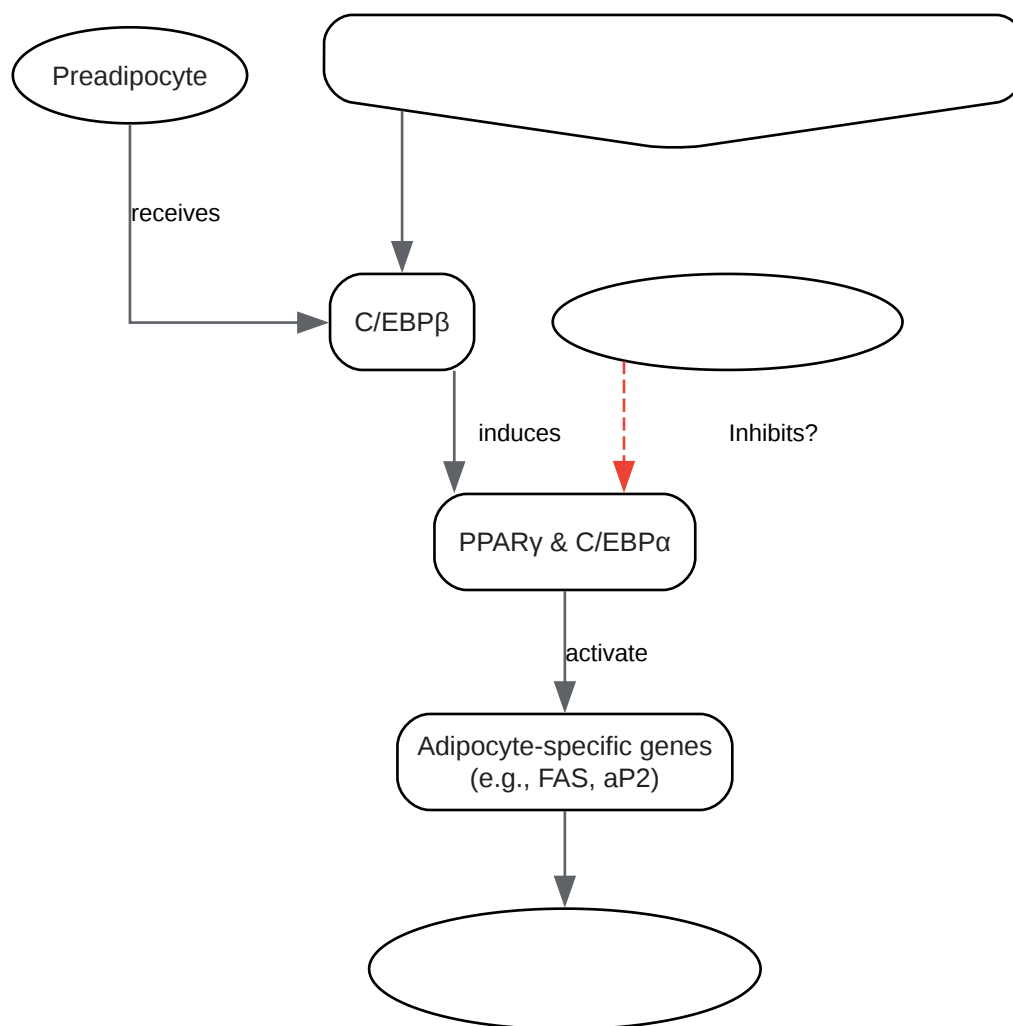 Preadipocyte
receives
C/EBPβ
induces
Inhibits?
PPARγ & C/EBPα
activate
Adipocyte-specific genes
(e.g., FAS, aP2)